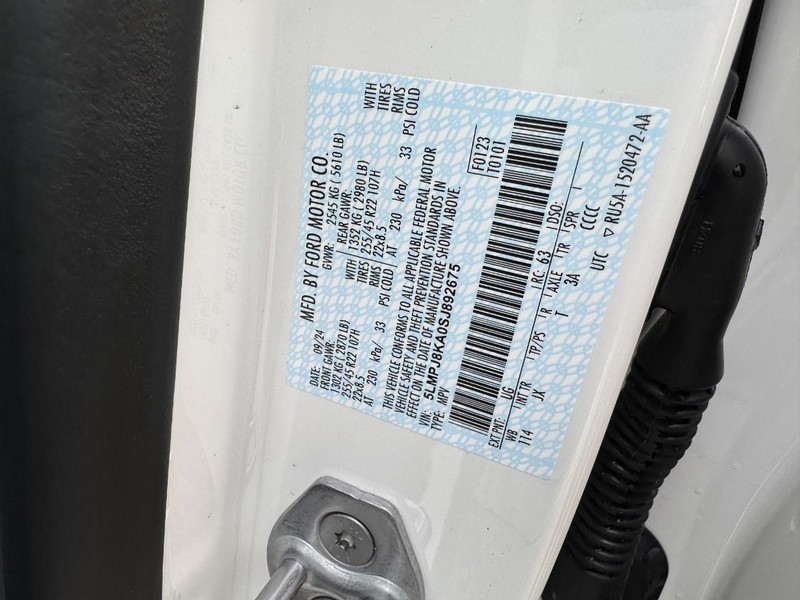 MFD. BY FORD MOTOR CO.
DATE: 09/24
GVWR: 2545 KG (5610 LB)
FRONT GAWR:
1302 KG (2870 LB)
255/45 R22 107H
22x8.5
AT 230 kPa/ 33 PSI COLD
WITH
TIRES
RIMS
REAR GAWR:
1352 KG (2980 LB)
255/45 R22 107H
22x8.5
AT 230 kPa/ 33 PSI COLD
WITH
TIRES
RIMS
THIS VEHICLE CONFORMS TO ALL APPLICABLE FEDERAL MOTOR
VEHICLES SAFETY AND THEFT PREVENTION STANDARDS IN
EFFECT ON THE DATE OF MANUFACTURE SHOWN ABOVE.
VIN: 5LMPJ8KA0SJ892675
TYPE: MPV
F0123
T0101
EXT PNT: UG RC: 63 DSO:
WB INT TR TP/PS R AXLE TR SPR
114 JX T 3A CCCC
UTC ▽ RU5A-1520472-AA